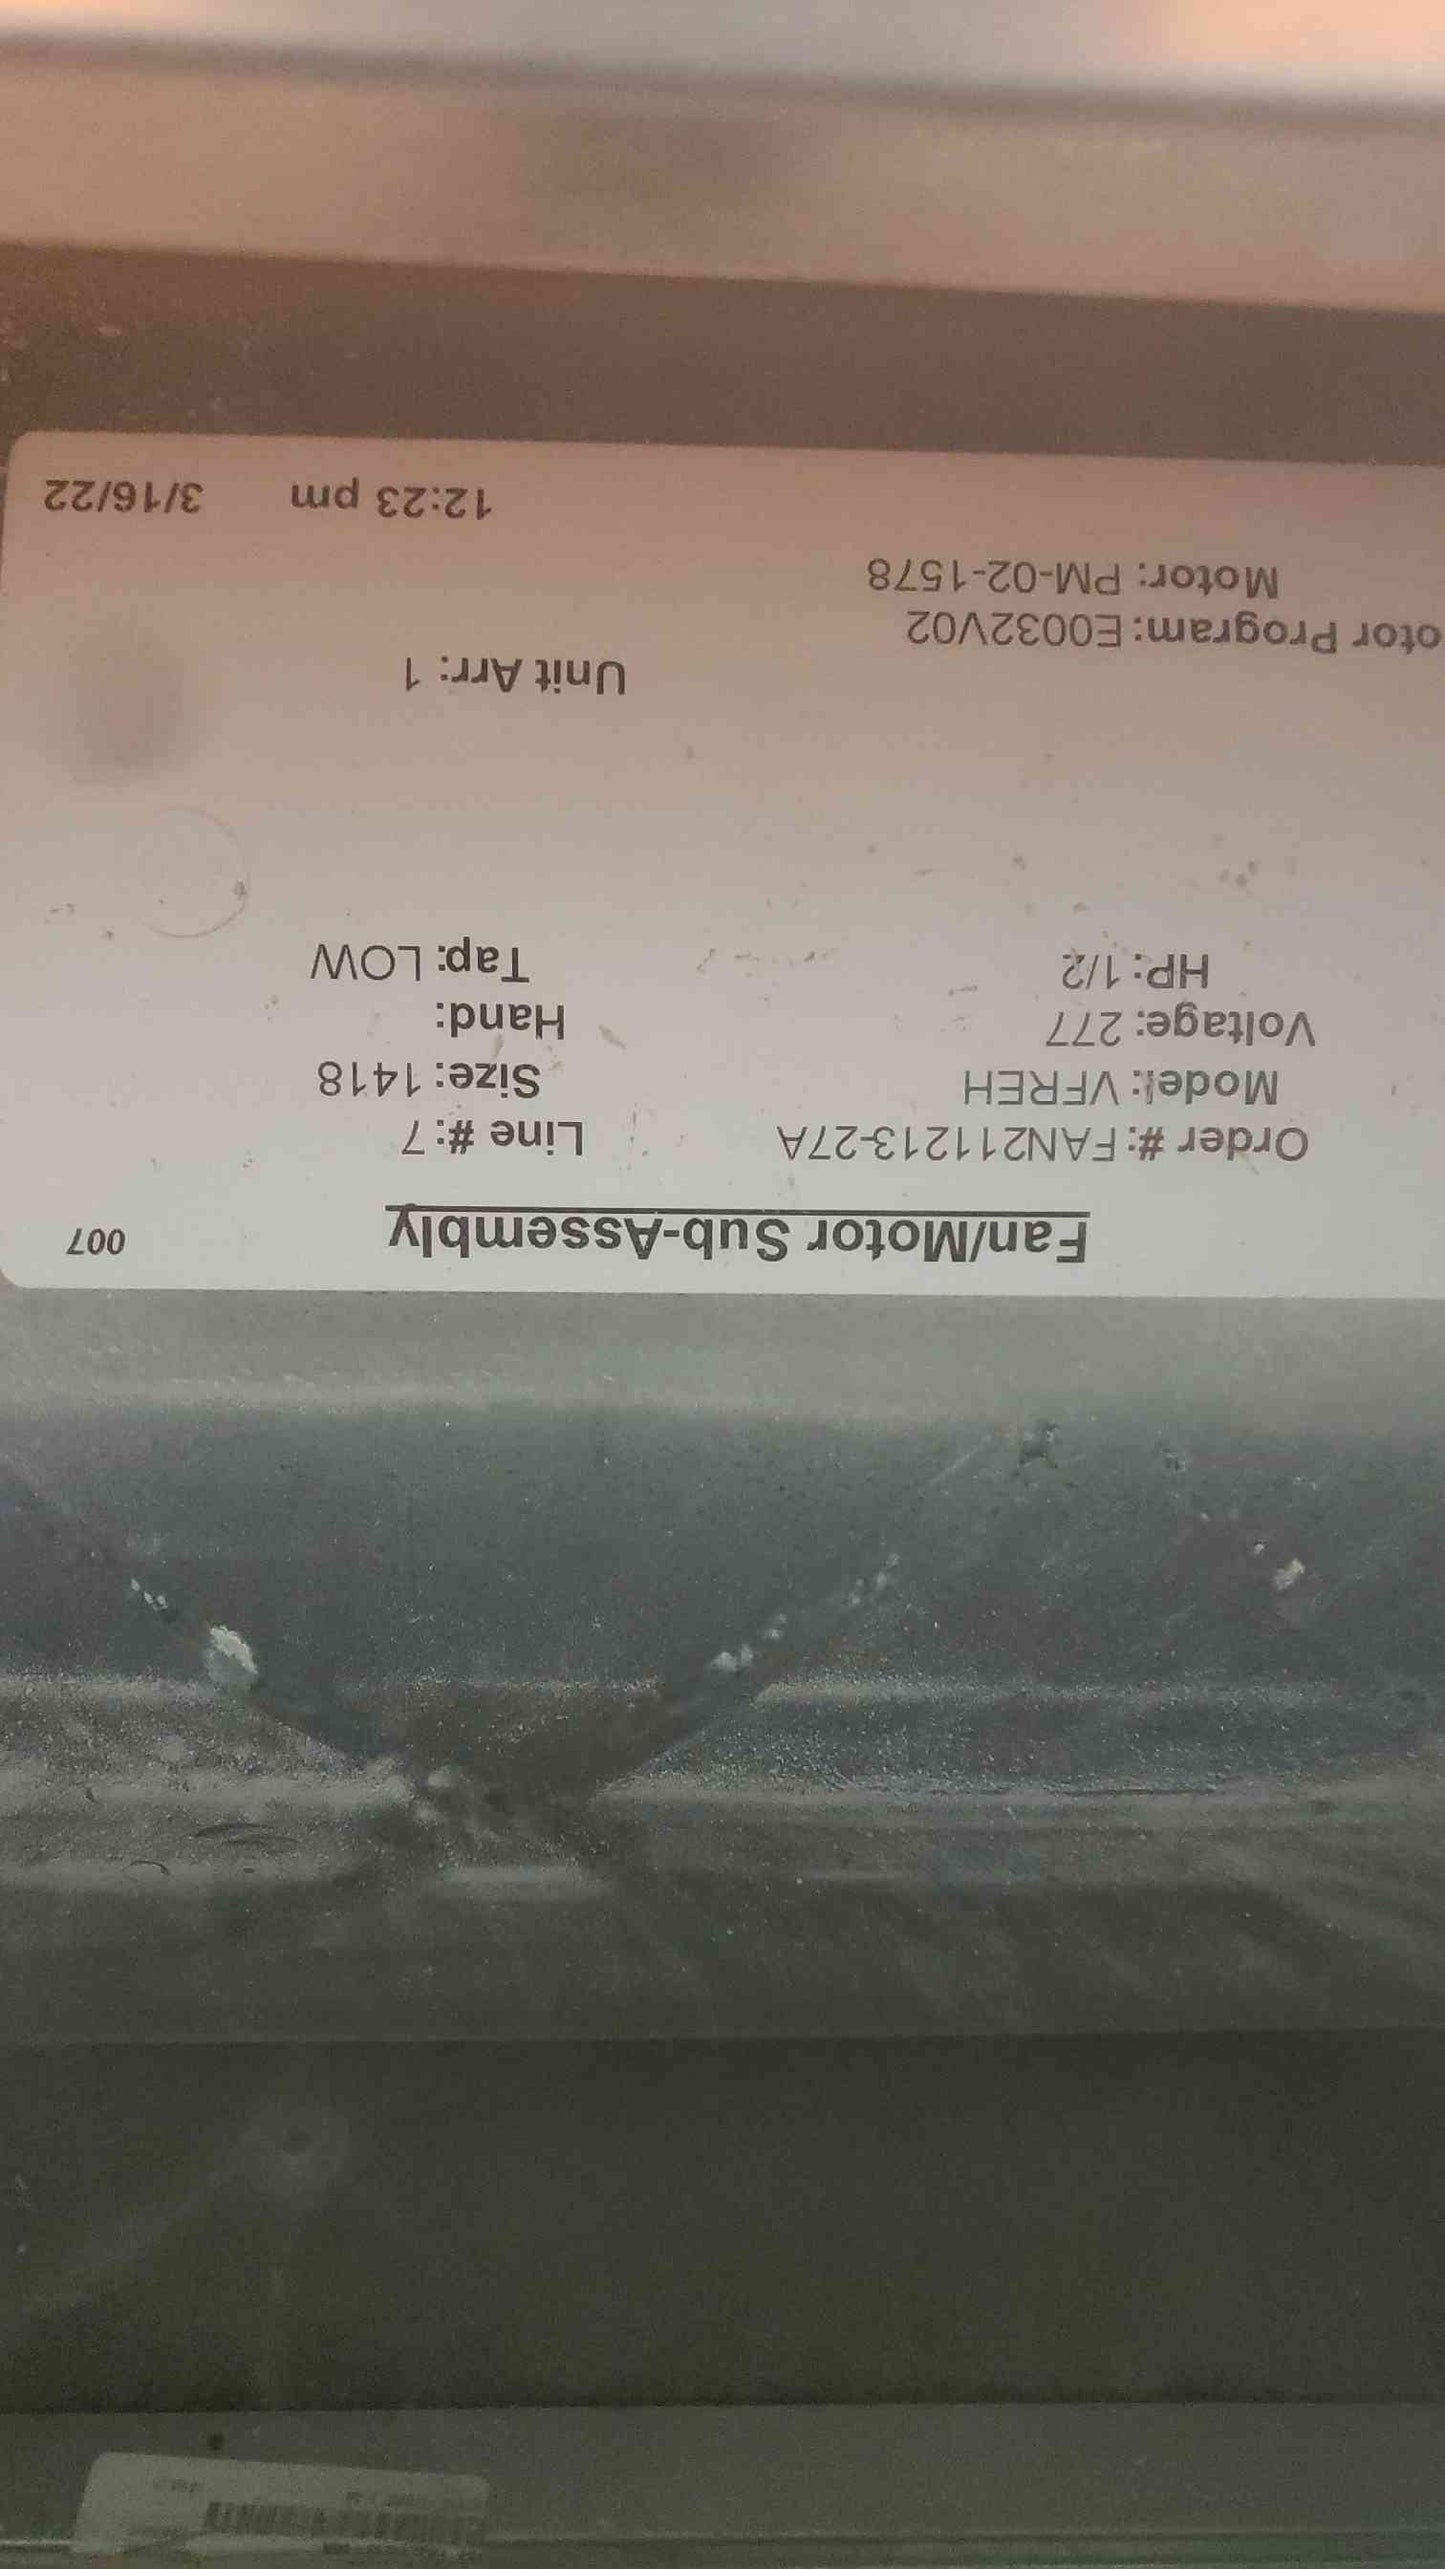 Fan/Motor Sub-Assembly 007
Order #: FAN211213-27A Line #: 7
Model: VFREH Size: 1418
Voltage: 277 Hand:
HP: 1/2 Tap: LOW
Unit Arr: 1
otor Program: E0032V02
Motor: PM-02-1578
12:23 pm 3/16/22